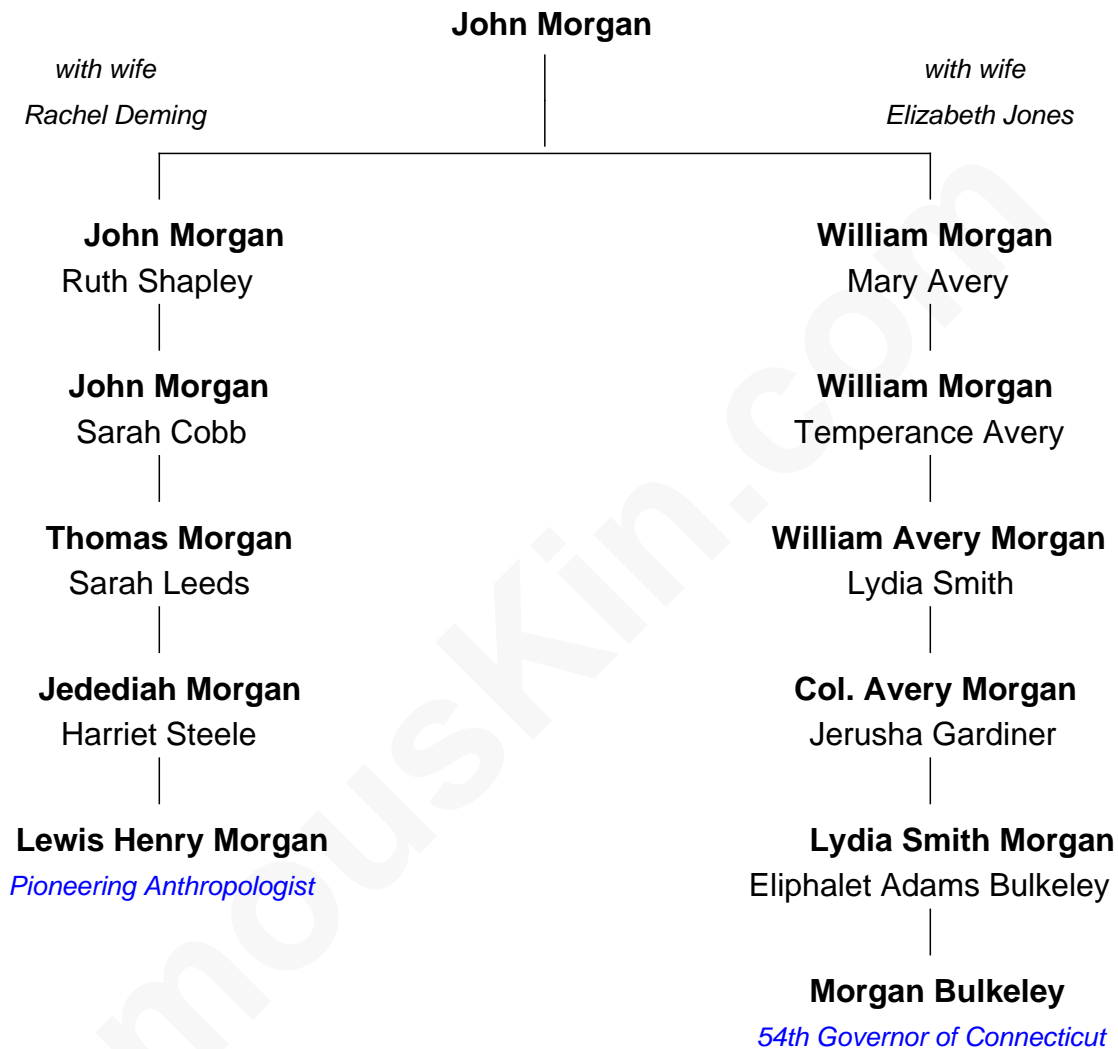 John Morgan
with wife
Rachel Deming
with wife
Elizabeth Jones
John Morgan
Ruth Shapley
William Morgan
Mary Avery
John Morgan
Sarah Cobb
William Morgan
Temperance Avery
Thomas Morgan
Sarah Leeds
William Avery Morgan
Lydia Smith
Jedediah Morgan
Harriet Steele
Col. Avery Morgan
Jerusha Gardiner
Lewis Henry Morgan
Pioneering Anthropologist
Lydia Smith Morgan
Eliphalet Adams Bulkeley
Morgan Bulkeley
54th Governor of Connecticut
mousKin.com